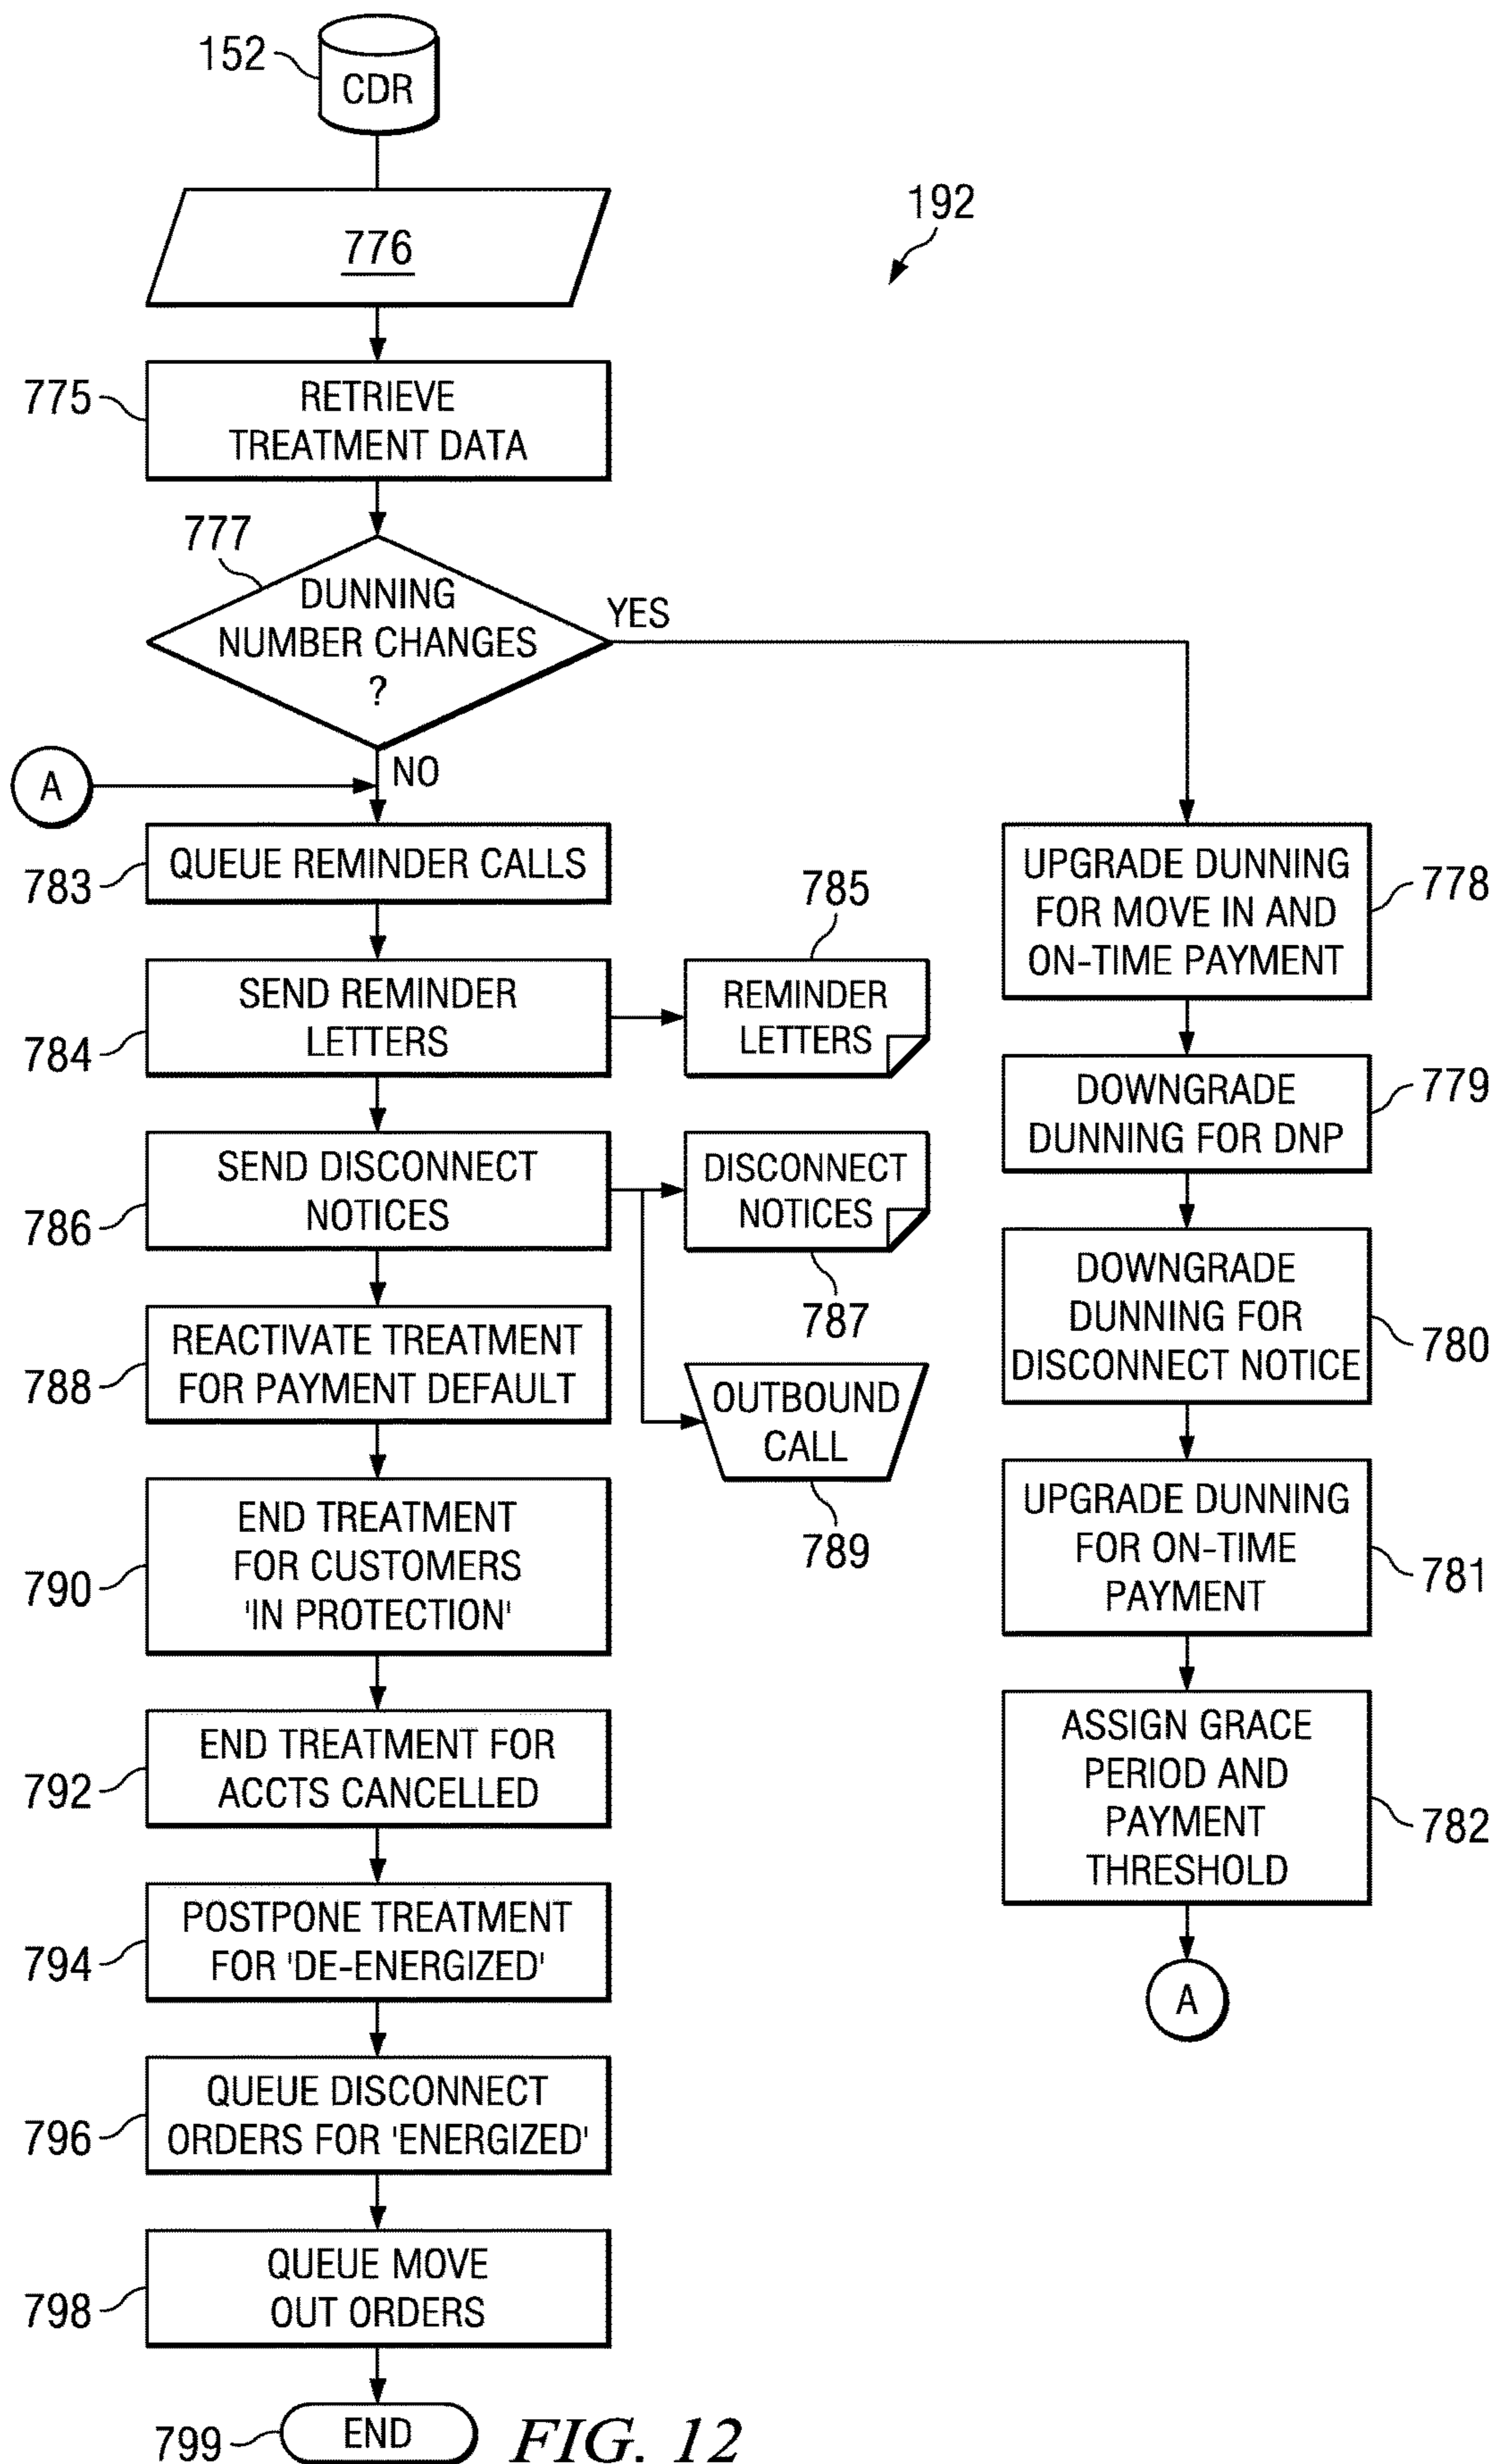 152
CDR
776
192
775
RETRIEVE
TREATMENT DATA
777
DUNNING
NUMBER CHANGES
?
YES
NO
A
783
QUEUE REMINDER CALLS
784
SEND REMINDER
LETTERS
785
REMINDER
LETTERS
786
SEND DISCONNECT
NOTICES
DISCONNECT
NOTICES
787
788
REACTIVATE TREATMENT
FOR PAYMENT DEFAULT
OUTBOUND
CALL
789
790
END TREATMENT
FOR CUSTOMERS
'IN PROTECTION'
792
END TREATMENT FOR
ACCTS CANCELLED
794
POSTPONE TREATMENT
FOR 'DE-ENERGIZED'
796
QUEUE DISCONNECT
ORDERS FOR 'ENERGIZED'
798
QUEUE MOVE
OUT ORDERS
799
END
UPGRADE DUNNING
FOR MOVE IN AND
ON-TIME PAYMENT
778
DOWNGRADE
DUNNING FOR DNP
779
DOWNGRADE
DUNNING FOR
DISCONNECT NOTICE
780
UPGRADE DUNNING
FOR ON-TIME
PAYMENT
781
ASSIGN GRACE
PERIOD AND
PAYMENT
THRESHOLD
782
A
FIG. 12